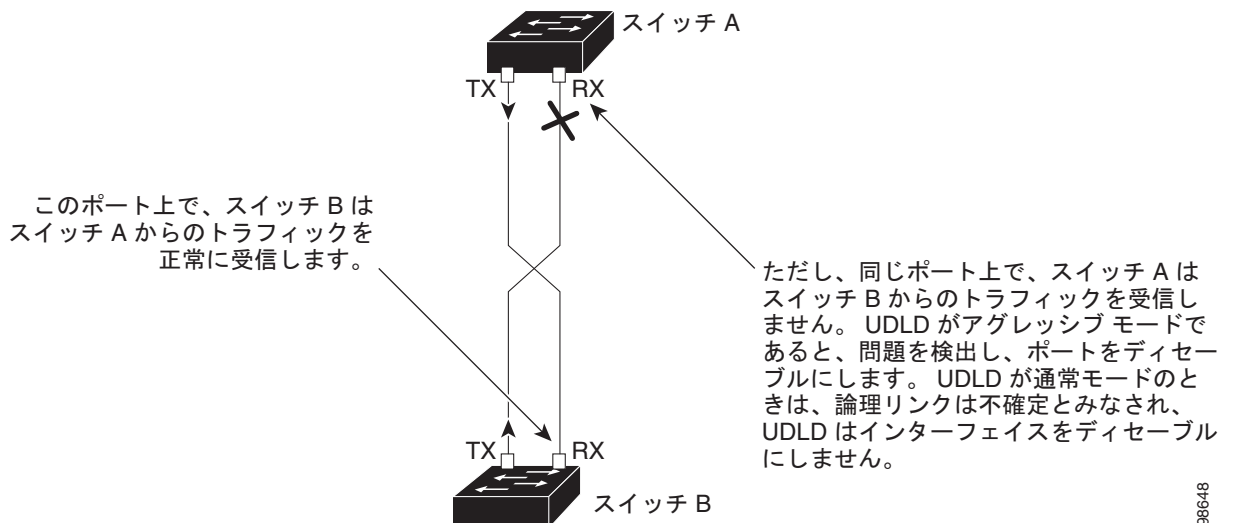 スイッチ A
TX
RX
このポート上で、スイッチ B は
スイッチ A からのトラフィックを
正常に受信します。
ただし、同じポート上で、スイッチ A は
スイッチ B からのトラフィックを受信し
ません。 UDLD がアグレッシブ モードで
あると、問題を検出し、ポートをディセー
ブルにします。 UDLD が通常モードのと
きは、論理リンクは不確定とみなされ、
UDLD はインターフェイスをディセーブル
にしません。
TX
RX
スイッチ B
98648